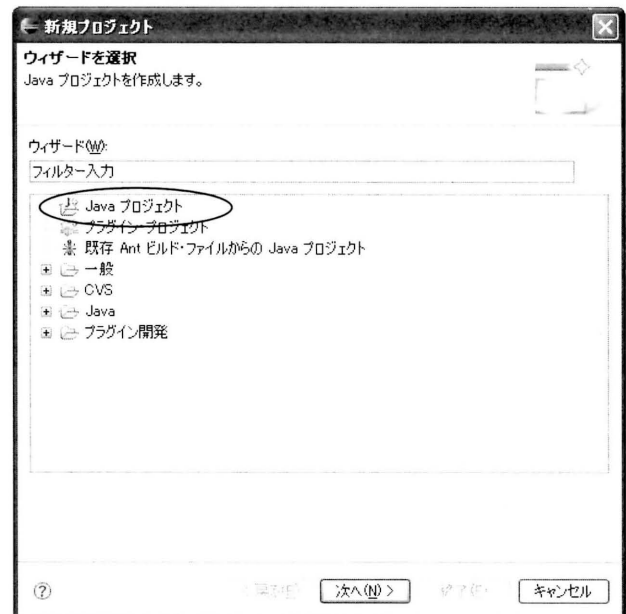 新規プロジェクト
ウィザードを選択
Java プロジェクトを作成します。
ウィザード(W):
フィルター入力
Java プロジェクト
プラグイン・プロジェクト
既存 Ant ビルド・ファイルからの Java プロジェクト
一般
CVS
Java
プラグイン開発
次へ(N) >
キャンセル